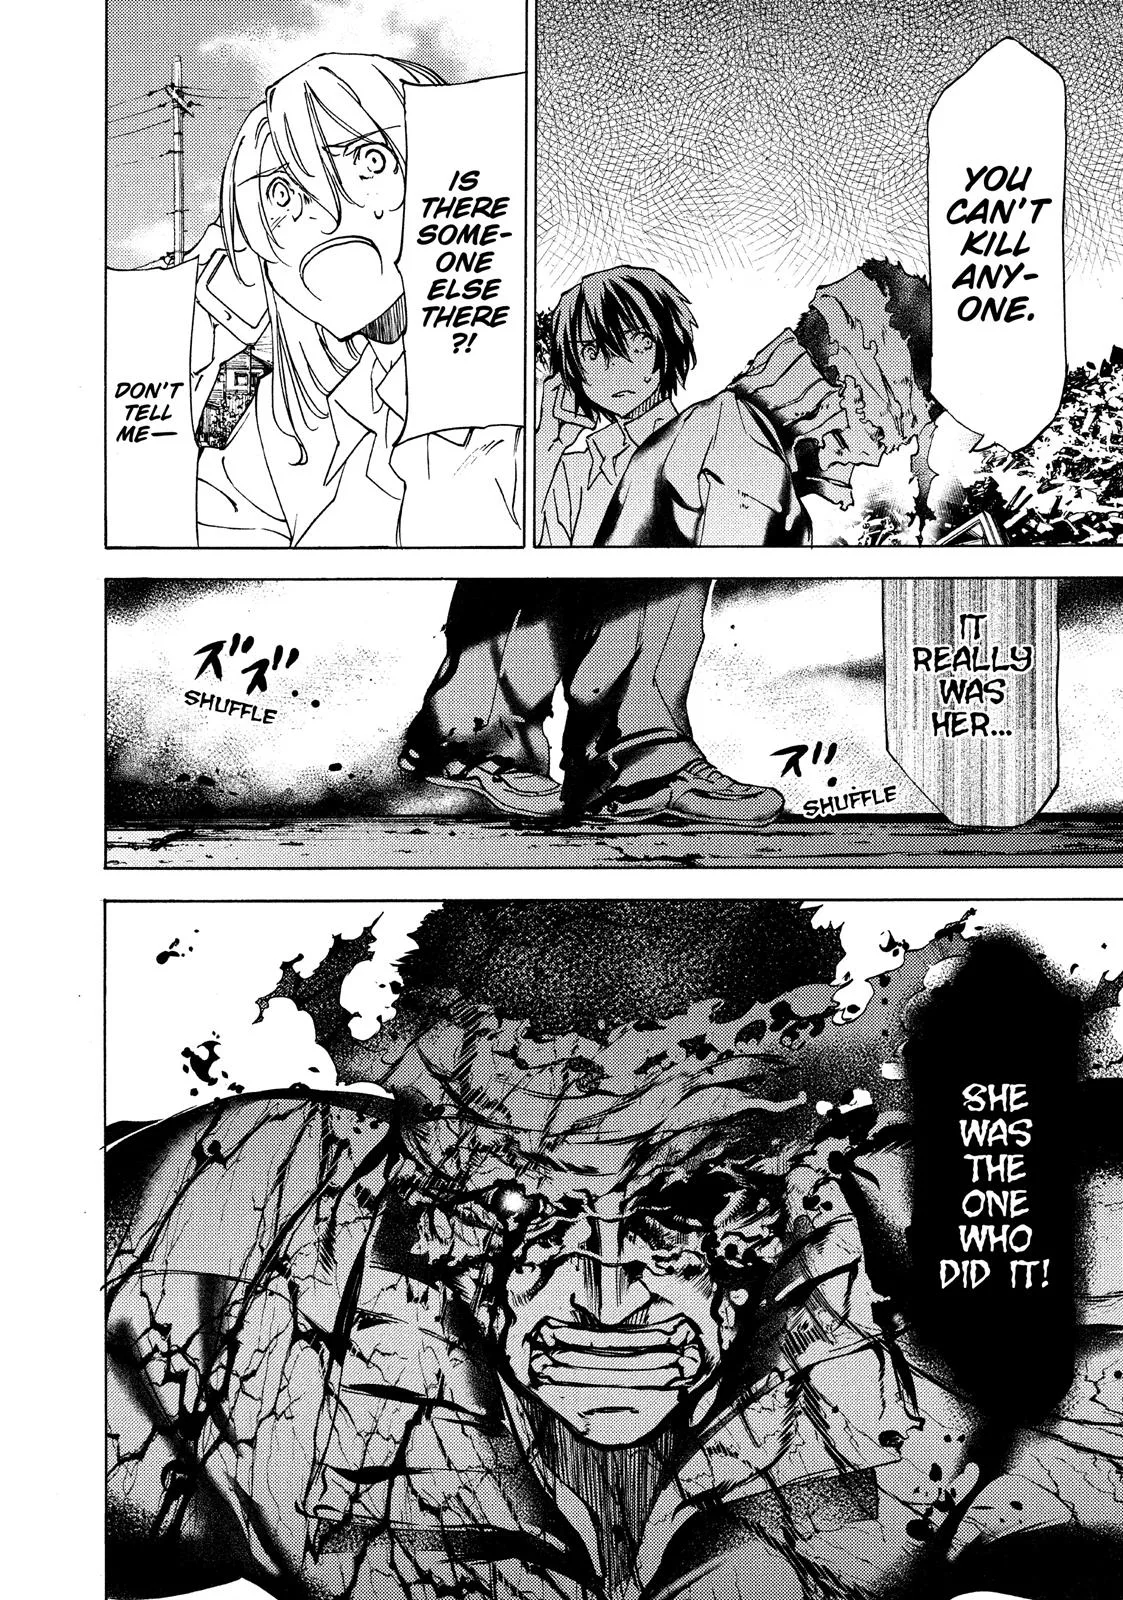 YOU
CAN'T
KILL
ANY-
ONE.
IS
THERE
SOME-
ONE
ELSE
THERE
?!
DON'T
TELL
ME—
IT
REALLY
WAS
HER...
ズ
SHUFFLE
ズズ
SHUFFLE
SHE
WAS
THE
ONE
WHO
DID IT!